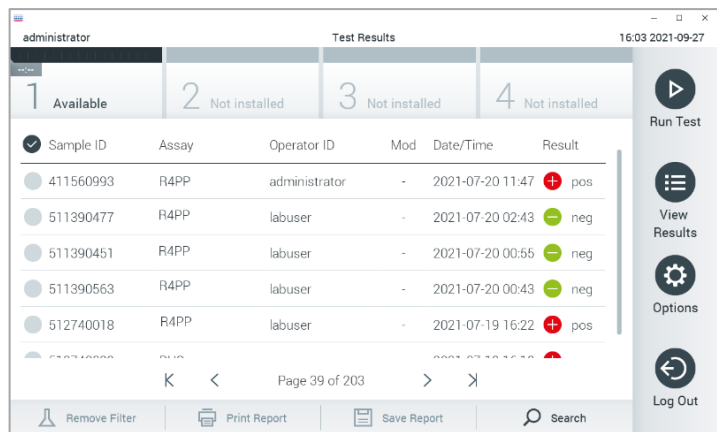 administrator Test Results 16:03 2021-09-27
1 Available 2 Not installed 3 Not installed 4 Not installed
Run Test
Sample ID Assay Operator ID Mod Date/Time Result
411560993 R4PP administrator - 2021-07-20 11:47 pos
511390477 R4PP labuser - 2021-07-20 02:43 neg
View Results
511390451 R4PP labuser - 2021-07-20 00:55 neg
511390563 R4PP labuser - 2021-07-20 00:43 neg
Options
512740018 R4PP labuser - 2021-07-19 16:22 pos
Page 39 of 203
Log Out
Remove Filter Print Report Save Report Search